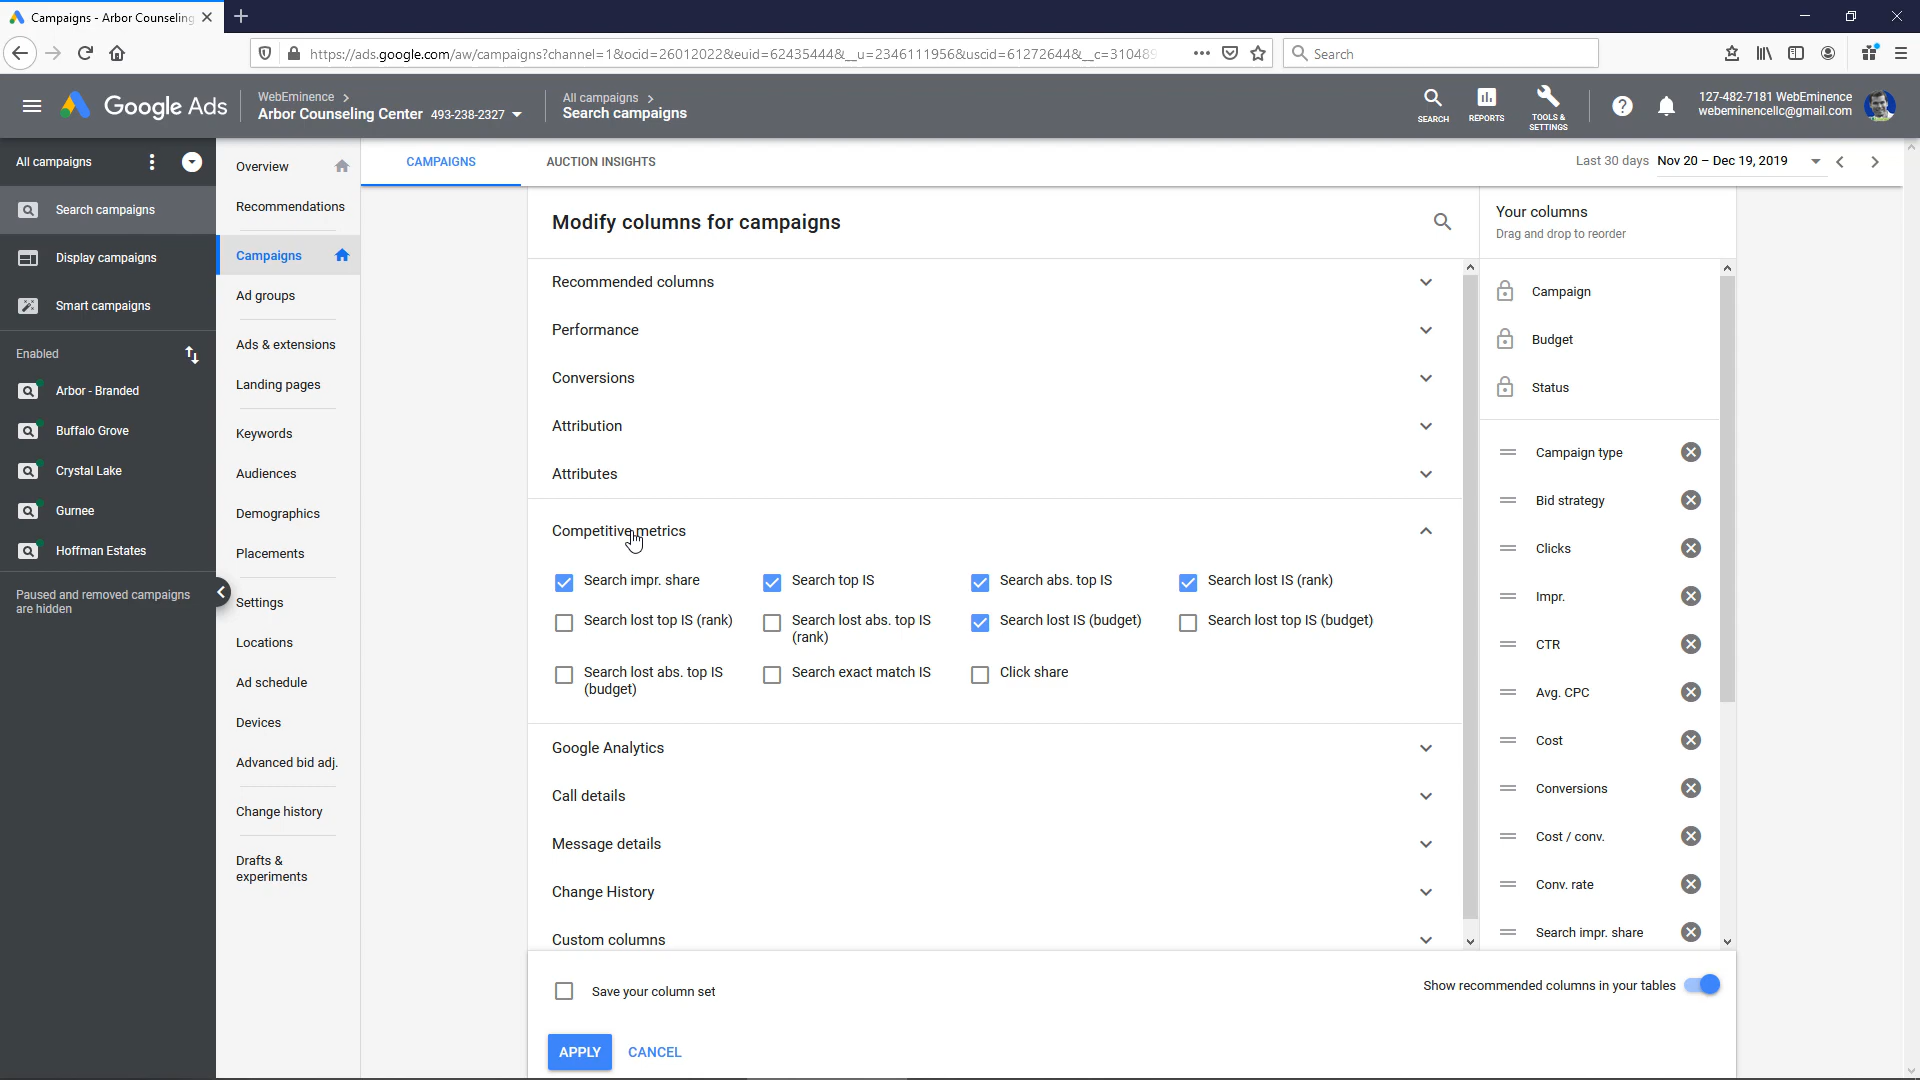 Campaigns - Arbor Counseling
https://ads.google.com/aw/campaigns?channel=1&ocid=26012022&euid=62435444&__u=2346111956&uscid=61272644&__c=310489
Search
Google Ads
WebEminence
Arbor Counseling Center 493-238-2327
All campaigns
Search campaigns
SEARCH
REPORTS
TOOLS &
SETTINGS
127-482-7181 WebEminence
webeminencellc@gmail.com
All campaigns
Search campaigns
Display campaigns
Smart campaigns
Enabled
Arbor - Branded
Buffalo Grove
Crystal Lake
Gurnee
Hoffman Estates
Paused and removed campaigns
are hidden
Overview
Recommendations
Campaigns
Ad groups
Ads & extensions
Landing pages
Keywords
Audiences
Demographics
Placements
Settings
Locations
Ad schedule
Devices
Advanced bid adj.
Change history
Drafts &
experiments
CAMPAIGNS
AUCTION INSIGHTS
Last 30 days Nov 20 – Dec 19, 2019
Modify columns for campaigns
Recommended columns
Performance
Conversions
Attribution
Attributes
Competitive metrics
Search impr. share
Search top IS
Search abs. top IS
Search lost IS (rank)
Search lost top IS (rank)
Search lost abs. top IS
(rank)
Search lost IS (budget)
Search lost top IS (budget)
Search lost abs. top IS
(budget)
Search exact match IS
Click share
Google Analytics
Call details
Message details
Change History
Custom columns
Your columns
Drag and drop to reorder
Campaign
Budget
Status
Campaign type
Bid strategy
Clicks
Impr.
CTR
Avg. CPC
Cost
Conversions
Cost / conv.
Conv. rate
Search impr. share
Save your column set
Show recommended columns in your tables
APPLY
CANCEL